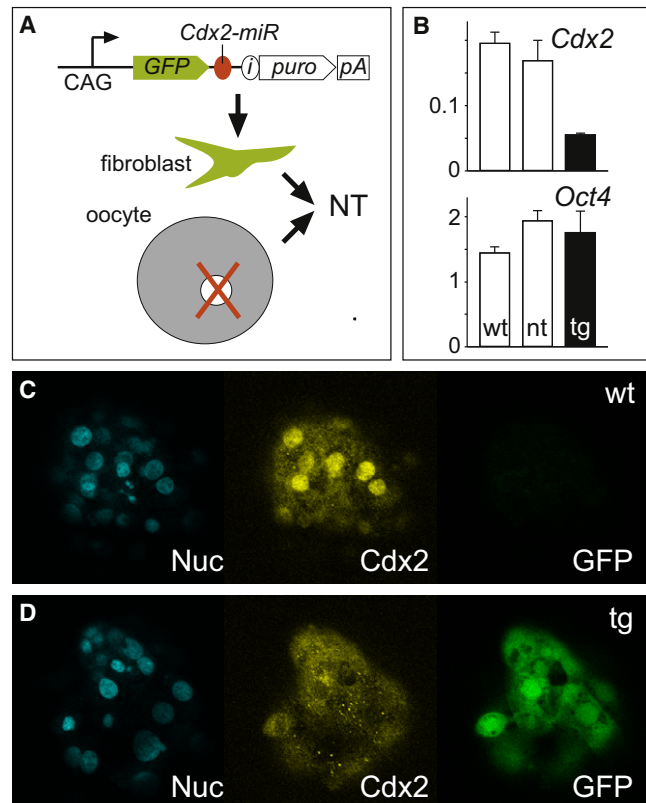 A
Cdx2-miR
GFP
i
puro
pA
CAG
fibroblast
oocyte
NT
B
Cdx2
0.1
0
Oct4
2
1
0
wt
nt
tg
C
wt
Nuc
Cdx2
GFP
D
tg
Nuc
Cdx2
GFP